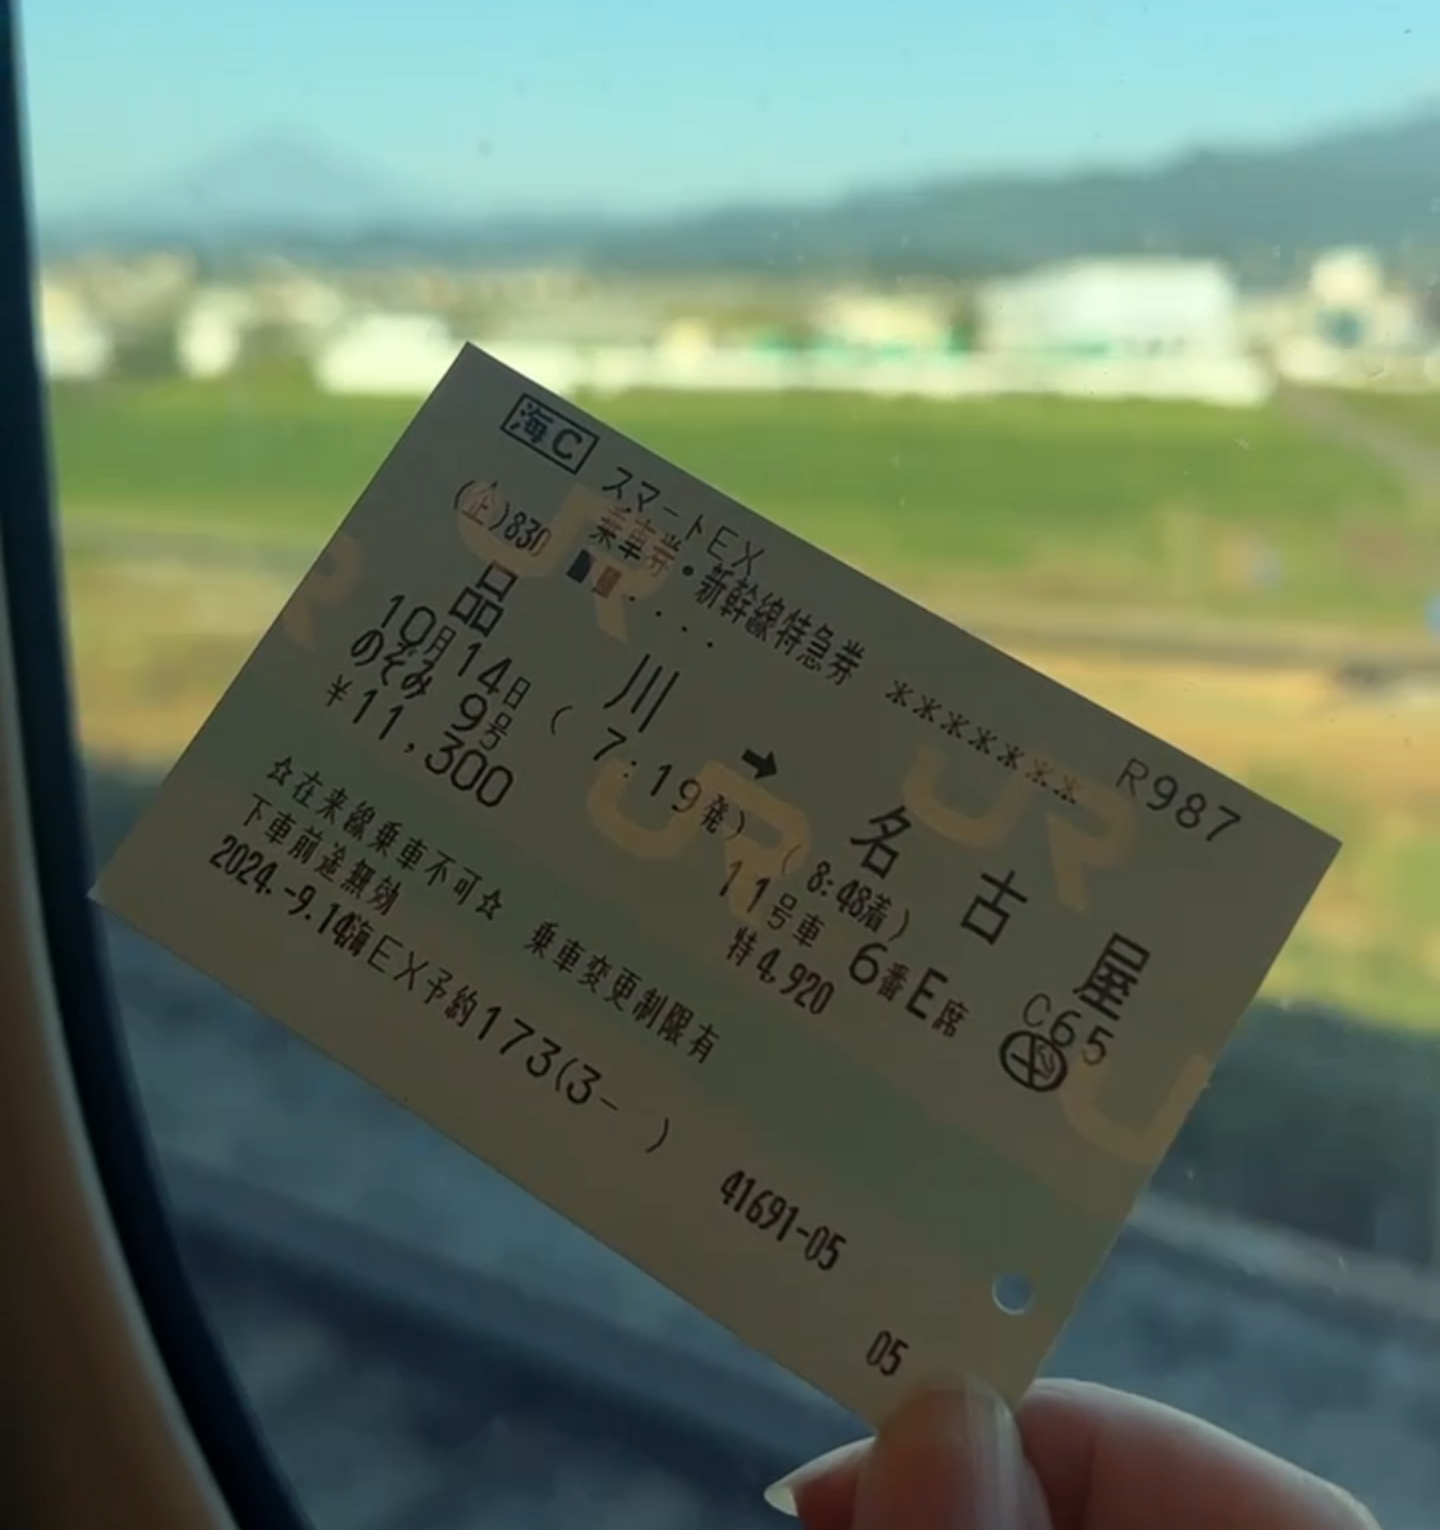 海C スマートEX R987
(企)830 乗車券・新幹線特急券 *******
品川 ➡ 名古屋
10月14日 ( 7:19発) ( 8:48着) C65
のぞみ 9号 11号車 6番E席
¥11,300 特4,920
☆在来線乗車不可☆ 乗車変更制限有
下車前途無効
2024.-9.14海EX予約173(3- ) 41691-05
05